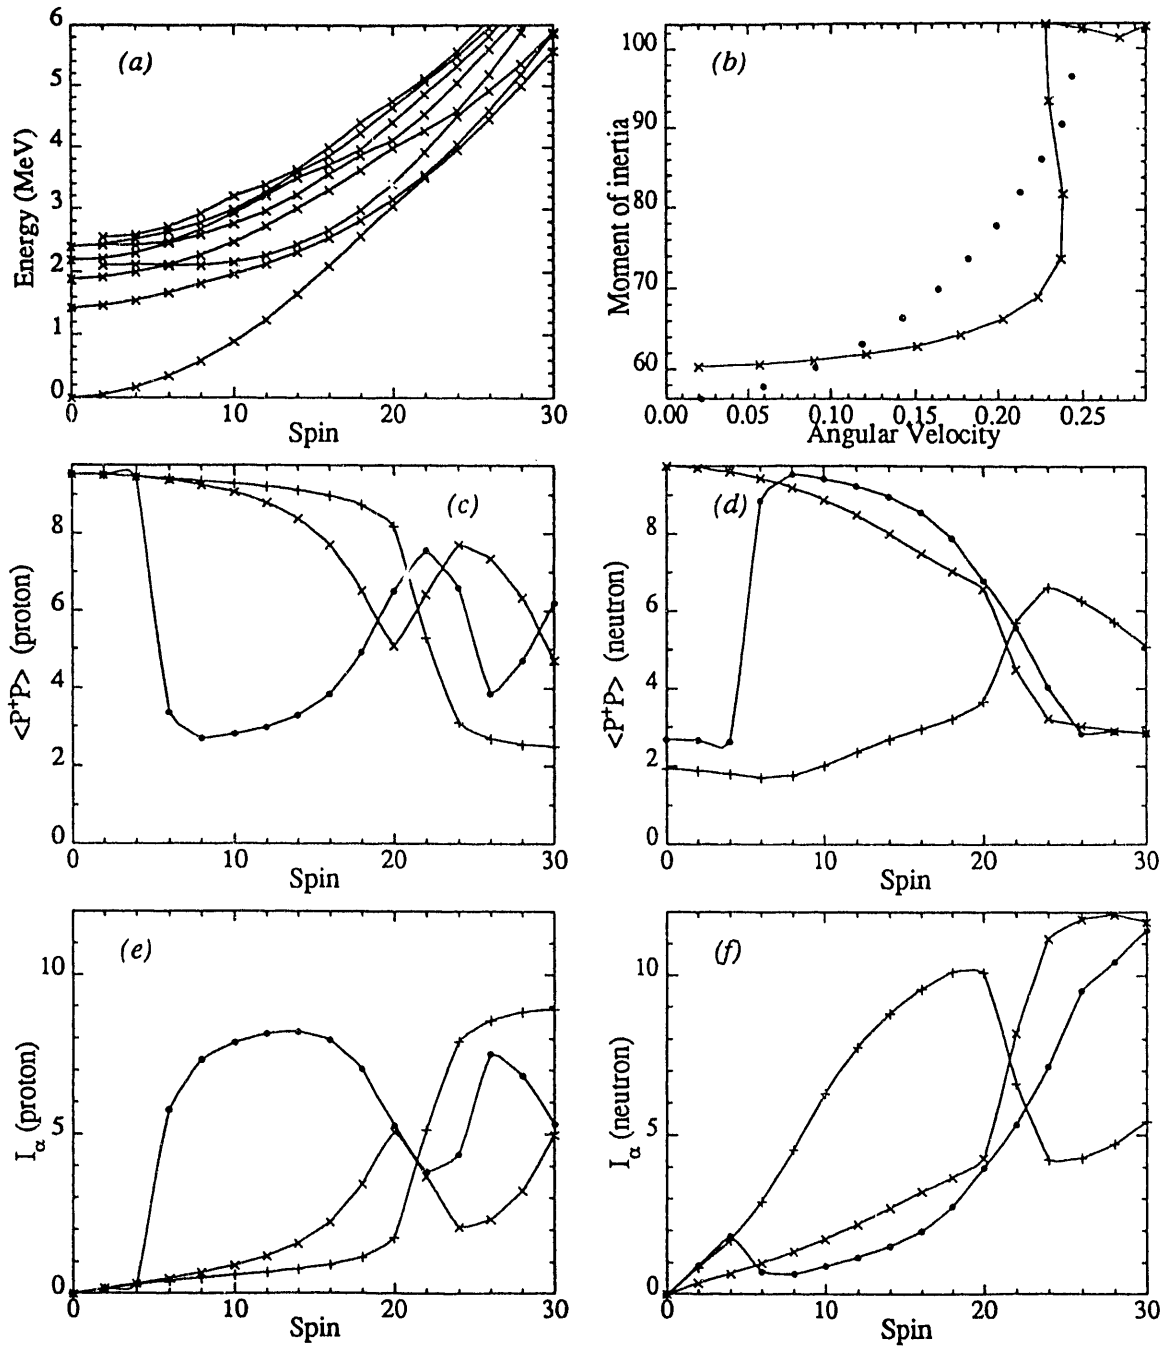 (a)
Energy (MeV)
6
5
4
3
2
1
0
0 10 20 30
Spin
(b)
Moment of inertia
100
90
80
70
60
0.00 0.05 0.10 0.15 0.20 0.25
Angular Velocity
(c)
<P⁺P> (proton)
8
6
4
2
0
0 10 20 30
Spin
(d)
<P⁺P> (neutron)
8
6
4
2
0
0 10 20 30
Spin
(e)
Iα (proton)
10
5
0
0 10 20 30
Spin
(f)
Iα (neutron)
10
5
0
0 10 20 30
Spin